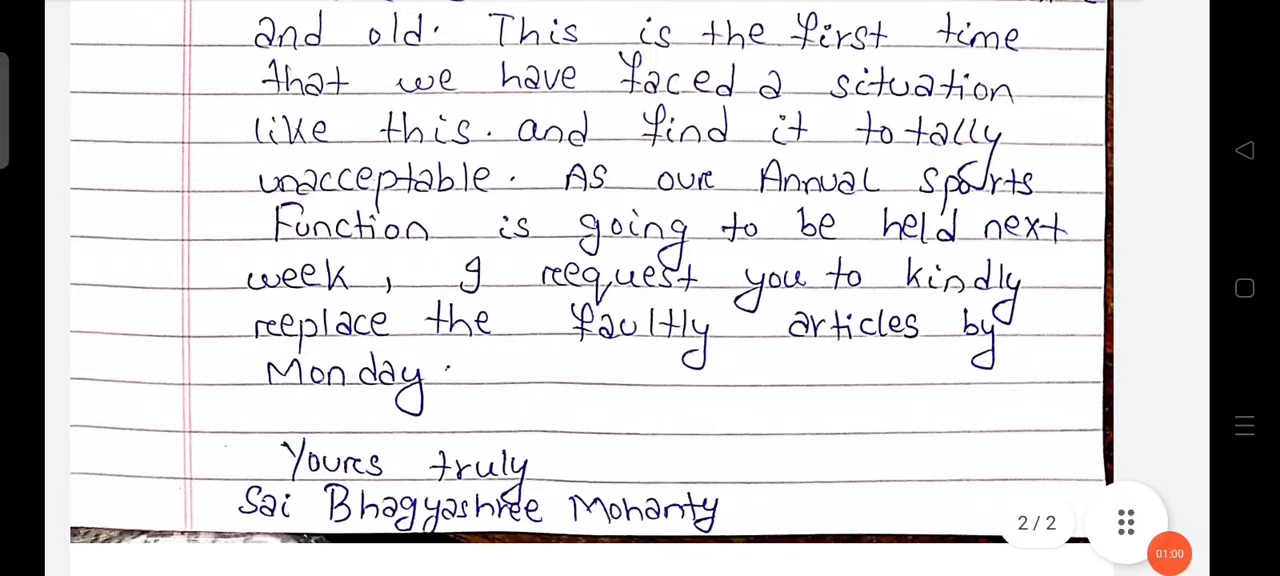 and old. This is the first time
that we have faced a situation
like this. and find it totally
unacceptable. As our Annual Sports
Function is going to be held next
week, I request you to kindly
replace the faultly articles by
Monday.
Yours truly
Sai Bhagyashree Mohanty
2 / 2
01:00